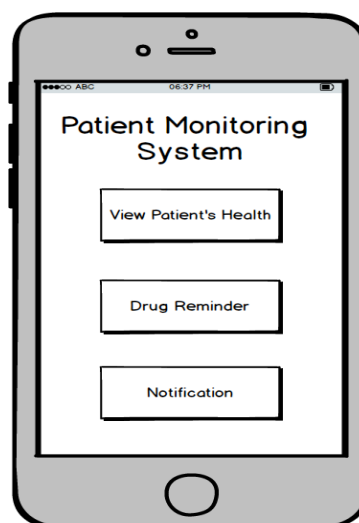 ABC 06:37 PM
Patient Monitoring
System
View Patient's Health
Drug Reminder
Notification